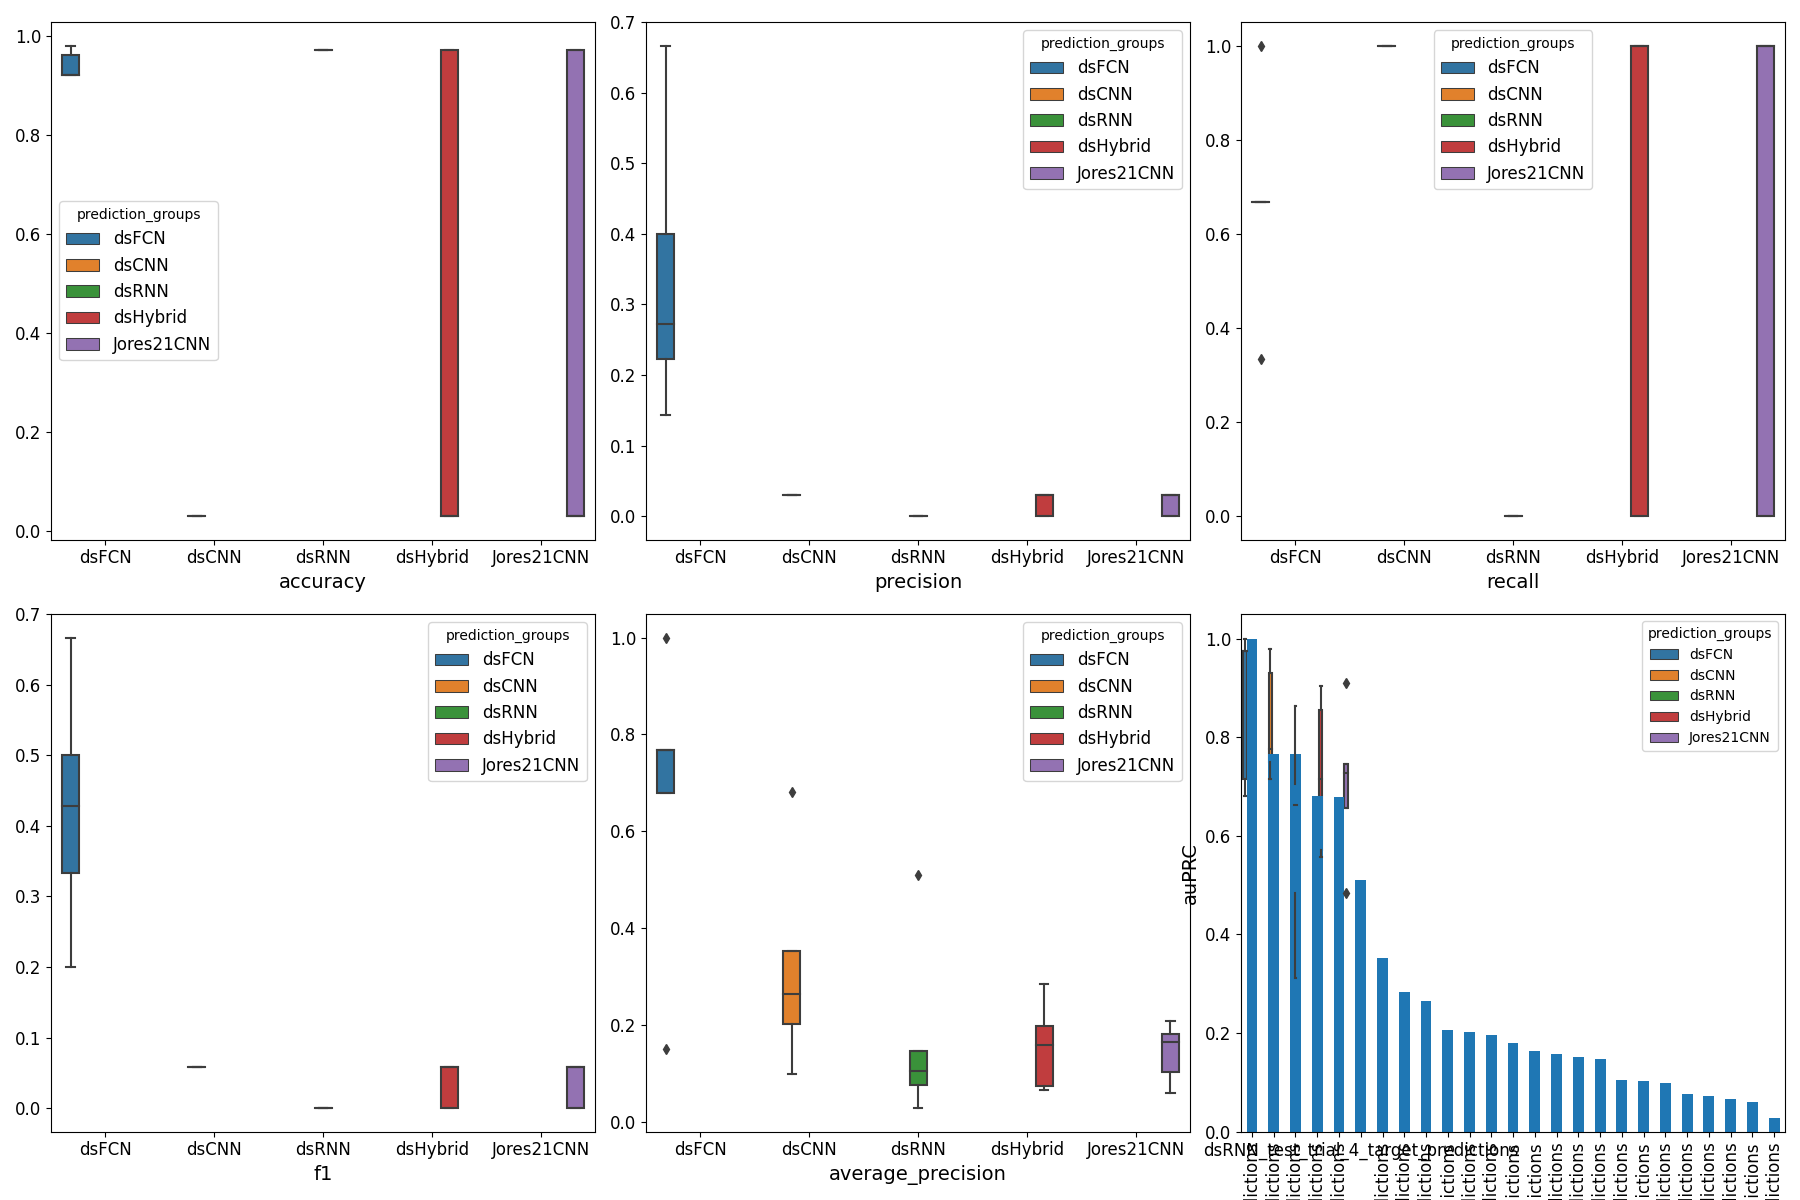 1.0
0.8
0.6
0.4
0.2
0.0
prediction_groups
dsFCN
dsCNN
dsRNN
dsHybrid
Jores21CNN
dsFCN dsCNN dsRNN dsHybrid Jores21CNN
accuracy
0.7
0.6
0.5
0.4
0.3
0.2
0.1
0.0
prediction_groups
dsFCN
dsCNN
dsRNN
dsHybrid
Jores21CNN
dsFCN dsCNN dsRNN dsHybrid Jores21CNN
precision
1.0
0.8
0.6
0.4
0.2
0.0
prediction_groups
dsFCN
dsCNN
dsRNN
dsHybrid
Jores21CNN
dsFCN dsCNN dsRNN dsHybrid Jores21CNN
recall
0.7
0.6
0.5
0.4
0.3
0.2
0.1
0.0
prediction_groups
dsFCN
dsCNN
dsRNN
dsHybrid
Jores21CNN
dsFCN dsCNN dsRNN dsHybrid Jores21CNN
f1
1.0
0.8
0.6
0.4
0.2
0.0
prediction_groups
dsFCN
dsCNN
dsRNN
dsHybrid
Jores21CNN
dsFCN dsCNN dsRNN dsHybrid Jores21CNN
average_precision
auPRC
1.0
0.8
0.6
0.4
0.2
0.0
prediction_groups
dsFCN
dsCNN
dsRNN
dsHybrid
Jores21CNN
dsRNN_test_trial_4_target_predictions